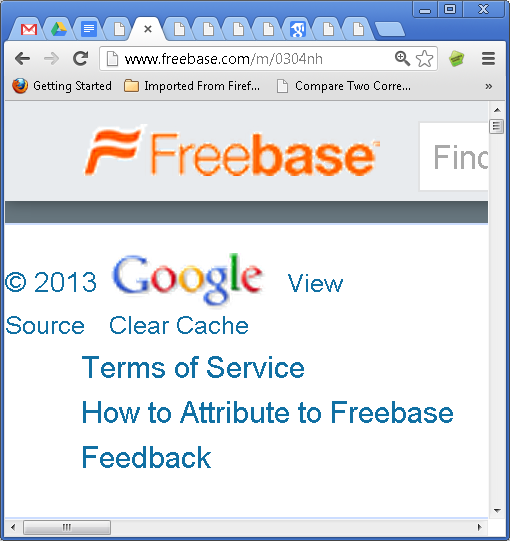 www.freebase.com/m/0304nh
Getting Started Imported From Firef... Compare Two Corre... »
Freebase™ Find
© 2013 Google View
Source Clear Cache
Terms of Service
How to Attribute to Freebase
Feedback